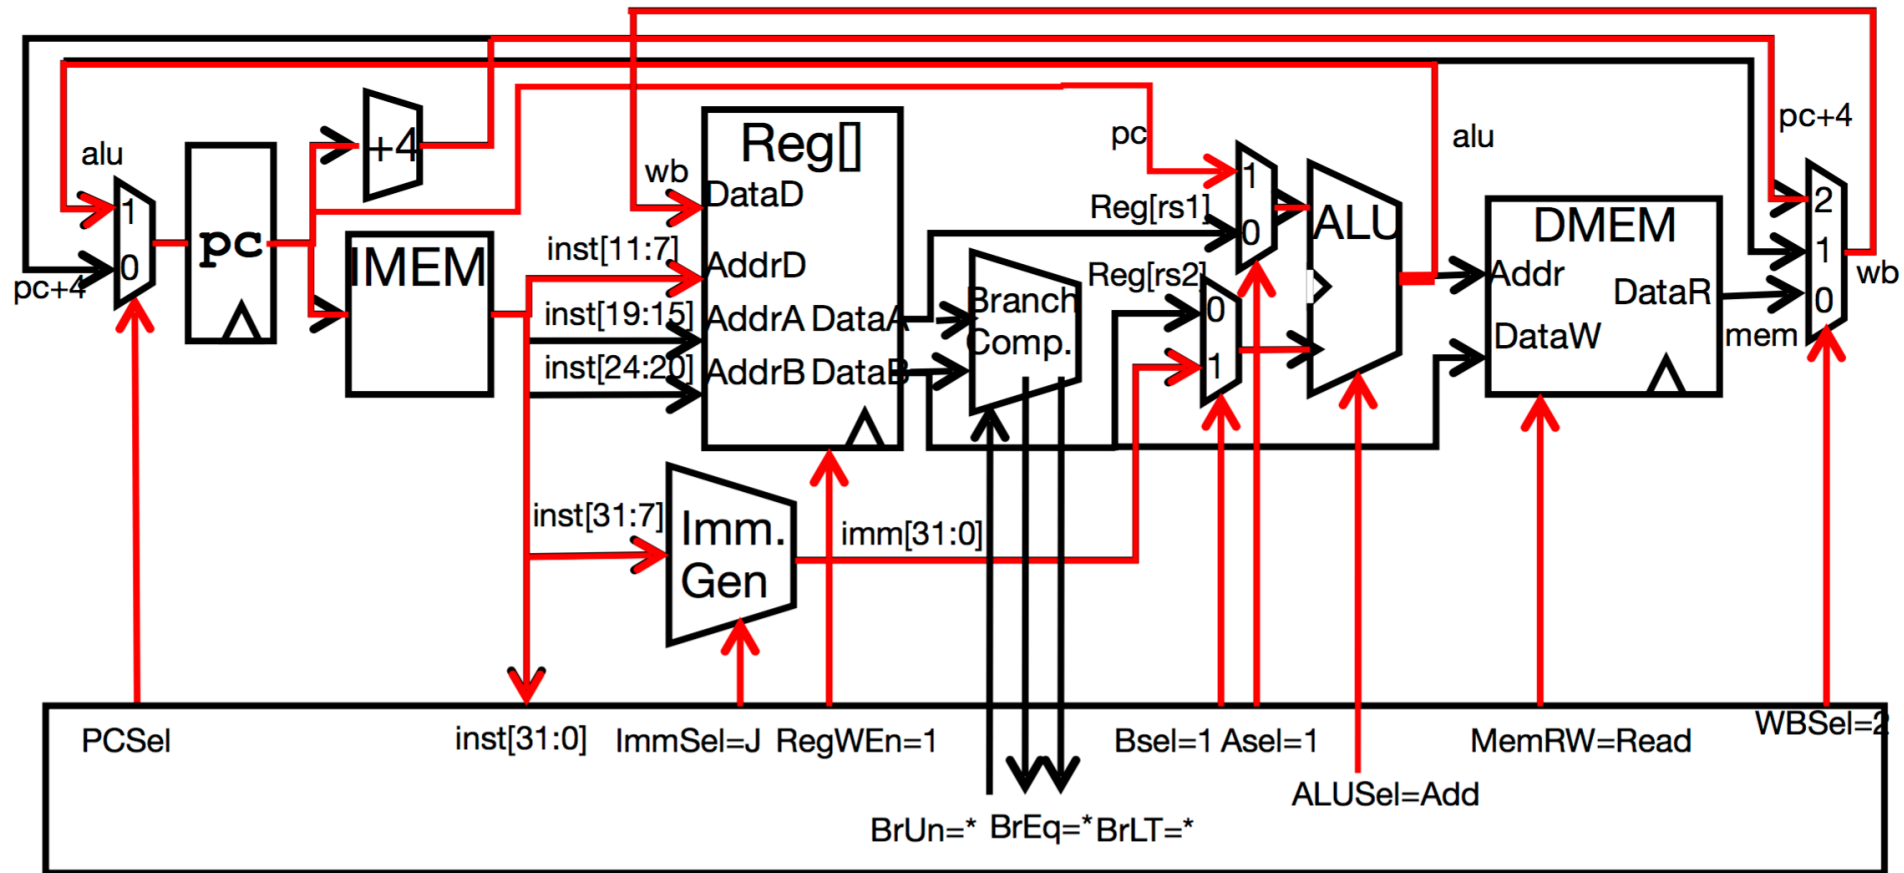 alu
1
0
pc+4
pc
+4
IMEM
Reg[]
wb
DataD
inst[11:7]
AddrD
inst[19:15]
AddrA DataA
inst[24:20]
AddrB DataB
inst[31:7]
Imm.
Gen
imm[31:0]
Branch
Comp.
pc
Reg[rs1]
1
0
Reg[rs2]
0
1
ALU
alu
DMEM
Addr
DataR
DataW
mem
pc+4
2
1
0
wb
PCSel
inst[31:0]
ImmSel=J
RegWEn=1
Bsel=1
Asel=1
MemRW=Read
WBSel=2
ALUSel=Add
BrUn=*
BrEq=*
BrLT=*